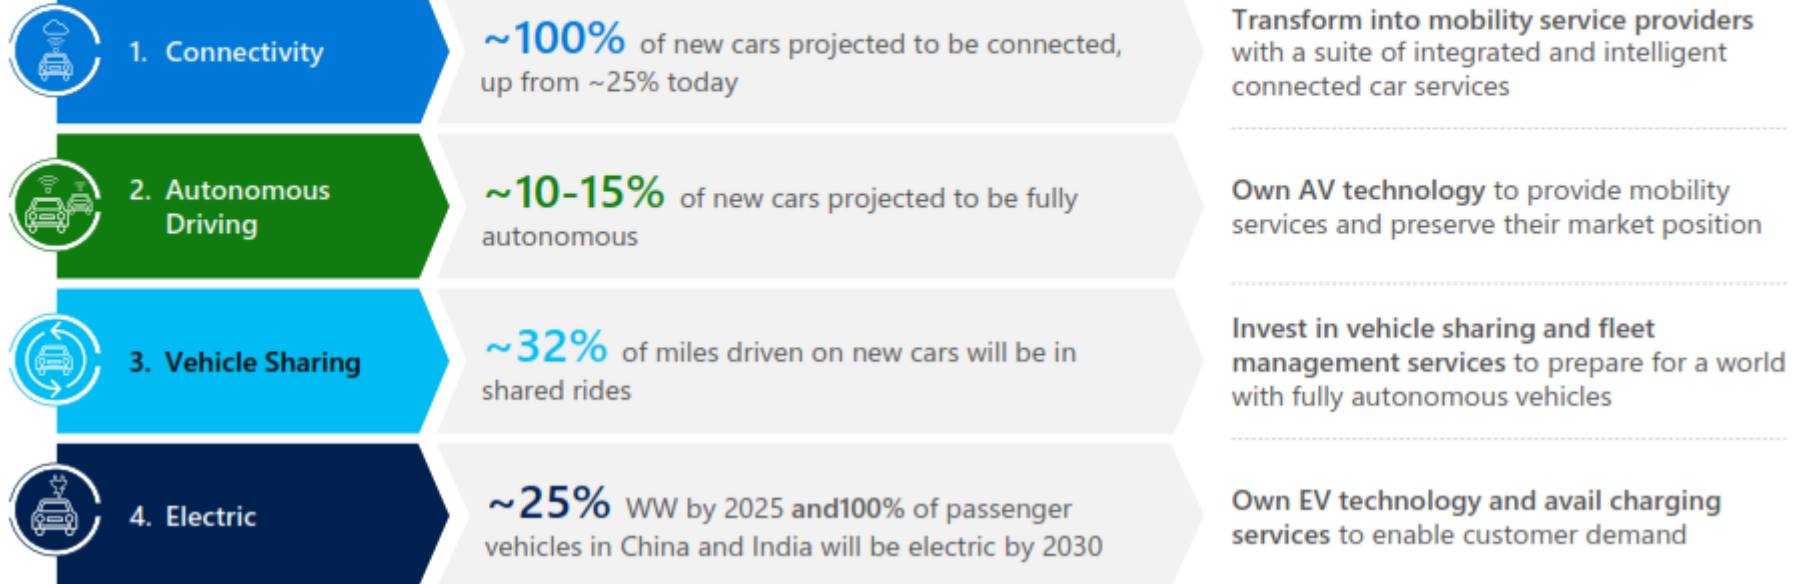 1. Connectivity
~100% of new cars projected to be connected,
up from ~25% today
Transform into mobility service providers
with a suite of integrated and intelligent
connected car services
2. Autonomous
Driving
~10-15% of new cars projected to be fully
autonomous
Own AV technology to provide mobility
services and preserve their market position
3. Vehicle Sharing
~32% of miles driven on new cars will be in
shared rides
Invest in vehicle sharing and fleet
management services to prepare for a world
with fully autonomous vehicles
4. Electric
~25% WW by 2025 and100% of passenger
vehicles in China and India will be electric by 2030
Own EV technology and avail charging
services to enable customer demand